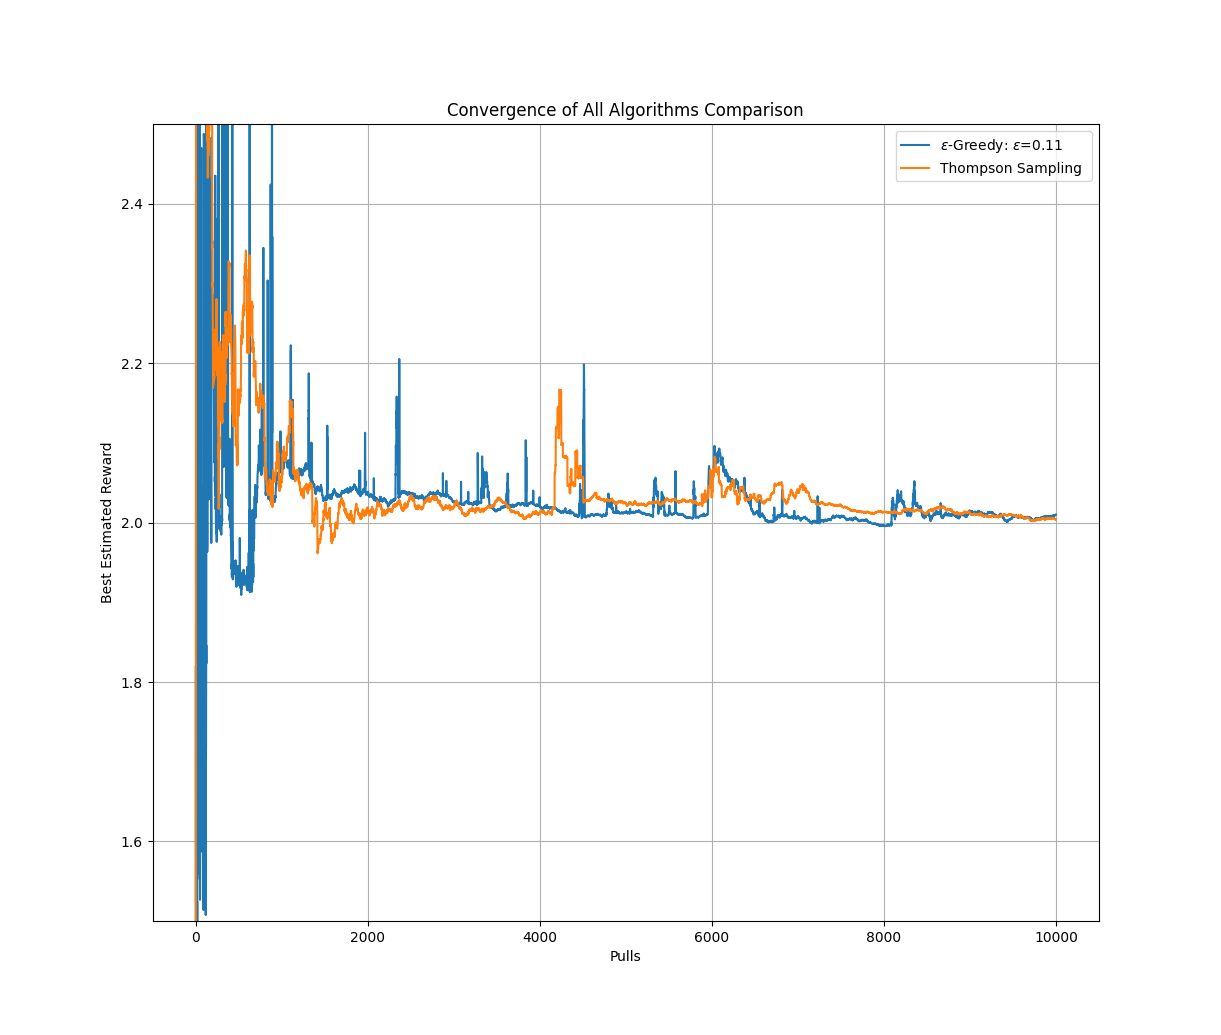 Convergence of All Algorithms Comparison
ε-Greedy: ε=0.11
Thompson Sampling
2.4
2.2
2.0
1.8
1.6
Best Estimated Reward
0 2000 4000 6000 8000 10000
Pulls